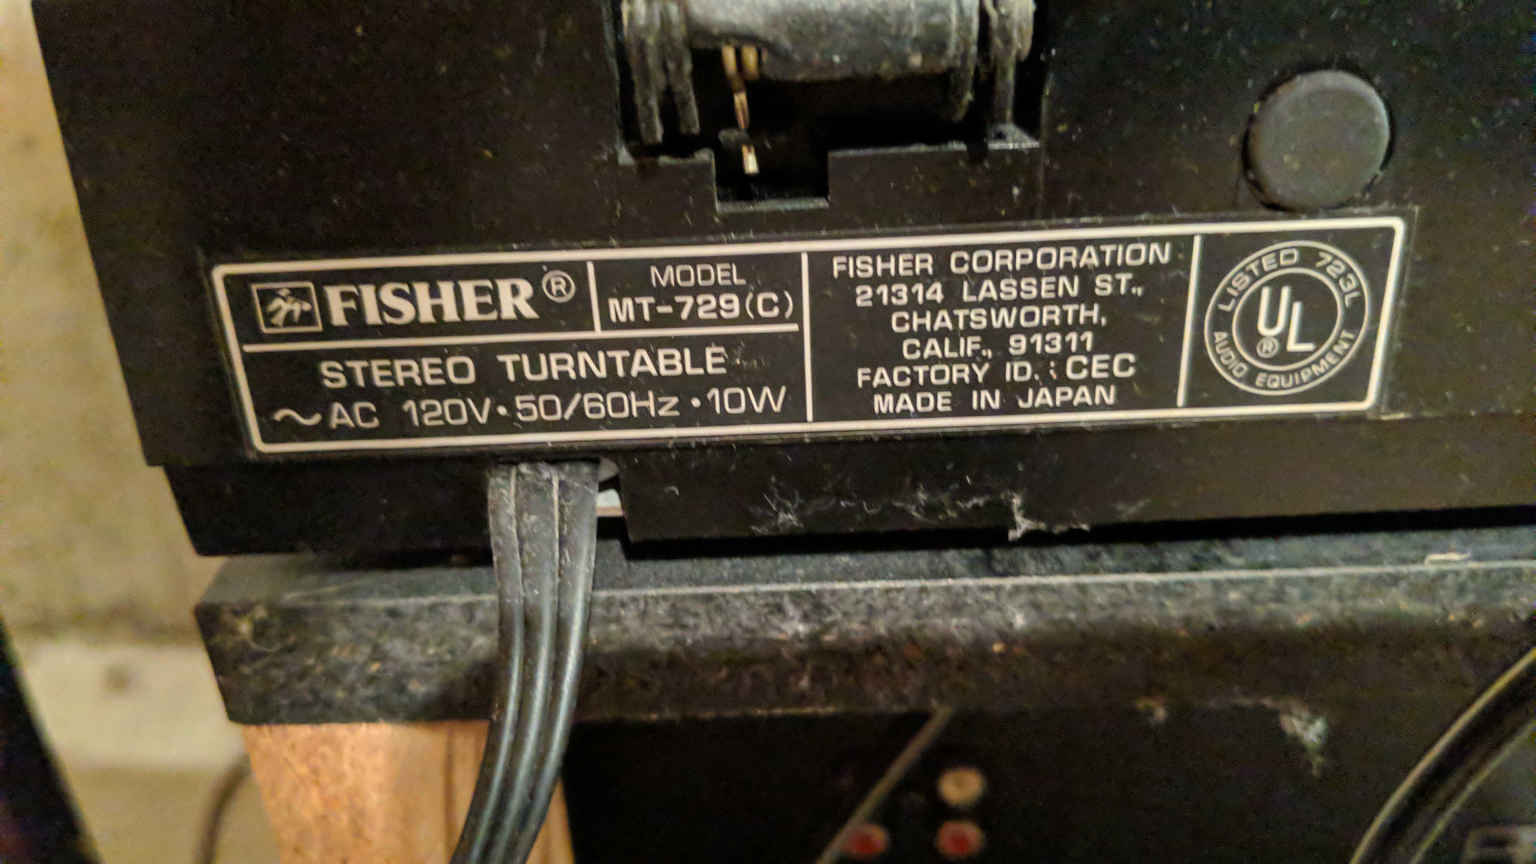 FISHER®
MODEL
MT-729(C)
STEREO TURNTABLE
~AC 120V•50/60Hz•10W
FISHER CORPORATION
21314 LASSEN ST.,
CHATSWORTH,
CALIF., 91311
FACTORY ID.: CEC
MADE IN JAPAN
LISTED 723L
UL®
AUDIO EQUIPMENT